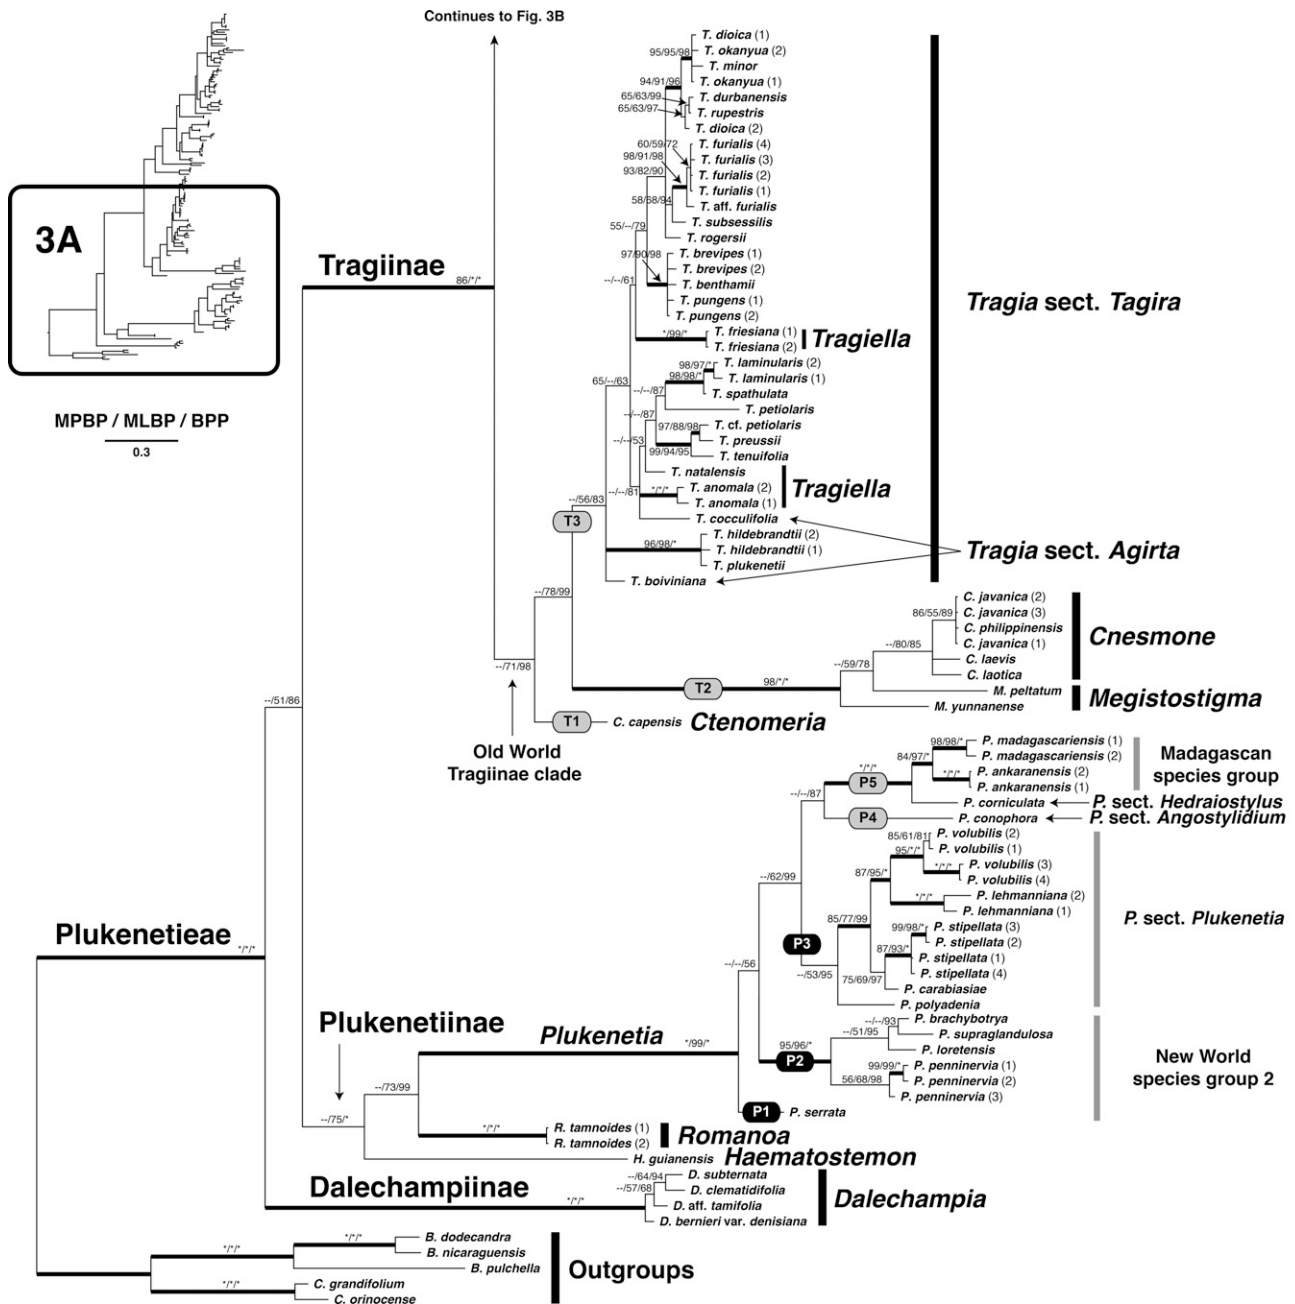 Continues to Fig. 3B
3A
MPBP / MLBP / BPP
0.3
Tragiinae
86/*/*
T. dioica (1)
95/95/98
T. okanyua (2)
T. minor
94/91/96
T. okanyua (1)
65/63/99
T. durbanensis
65/63/97
T. rupestris
T. dioica (2)
60/59/72
T. furialis (4)
98/91/98
T. furialis (3)
93/82/90
T. furialis (2)
T. furialis (1)
58/68/94
T. aff. furialis
T. subsessilis
55/--/79
T. rogersii
97/90/98
T. brevipes (1)
T. brevipes (2)
--/--/61
T. benthamii
T. pungens (1)
T. pungens (2)
Tragia sect. Tagira
*/99/*
T. friesiana (1)
T. friesiana (2)
Tragiella
98/97/*
T. laminularis (2)
98/98/*
T. laminularis (1)
65/--/63
T. spathulata
--/--/87
T. petiolaris
--/--/87
97/88/98
T. cf. petiolaris
--/--/53
T. preussii
99/94/95
T. tenuifolia
T. natalensis
--/--/81
*/*/*
T. anomala (2)
T. anomala (1)
Tragiella
--/56/83
T. cocculifolia
T3
T. hildebrandtii (2)
96/98/*
T. hildebrandtii (1)
T. plukenetii
Tragia sect. Agirta
T. boiviniana
--/78/99
C. javanica (2)
86/55/89
C. javanica (3)
C. philippinensis
Cnesmone
--/80/85
C. javanica (1)
C. laevis
--/59/78
C. laotica
--/71/98
T2
98/*/*
M. peltatum
Megistostigma
M. yunnanense
T1
C. capensis Ctenomeria
Old World
Tragiinae clade
--/51/86
98/98/*
P. madagascariensis (1)
84/97/*
P. madagascariensis (2)
*/*/*
P. ankaranensis (2)
P. ankaranensis (1)
Madagascan
species group
*/*/*
P5
--/--/87
P. corniculata
P. sect. Hedraiostylus
P4
P. conophora
P. sect. Angostylidium
85/61/81
P. volubilis (2)
95/*/*
P. volubilis (1)
*/*/*
P. volubilis (3)
87/95/*
P. volubilis (4)
--/62/99
*/*/*
P. lehmanniana (2)
P. lehmanniana (1)
P. sect. Plukenetia
85/77/99
99/98/*
P. stipellata (3)
P. stipellata (2)
87/93/*
P. stipellata (1)
P3
P. stipellata (4)
--/53/95
75/69/97
P. carabiasiae
P. polyadenia
--/--/56
--/--/93
P. brachybotrya
--/51/95
P. supraglandulosa
P. loretensis
95/96/*
P2
99/99/*
P. penninervia (1)
56/68/98
P. penninervia (2)
P. penninervia (3)
New World
species group 2
P1
P. serrata
Plukenetieae
*/*/*
Plukenetiinae
Plukenetia
*/99/*
--/73/99
--/75/*
*/*/*
R. tamnoides (1)
R. tamnoides (2)
Romanoa
H. guianensis Haematostemon
Dalechampiinae
*/*/*
--/64/94
D. subternata
--/57/68
D. clematidifolia
D. aff. tamifolia
D. bernieri var. denisiana
Dalechampia
*/*/*
B. dodecandra
*/*/*
B. nicaraguensis
B. pulchella
*/*/*
C. grandifolium
C. orinocense
Outgroups